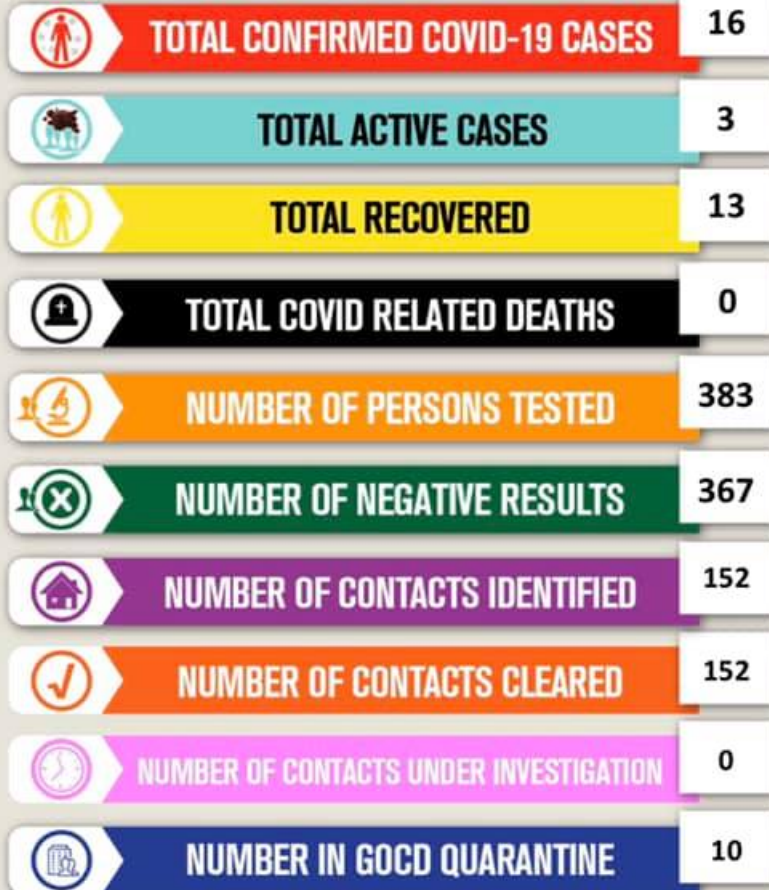 TOTAL CONFIRMED COVID-19 CASES 16
TOTAL ACTIVE CASES 3
TOTAL RECOVERED 13
TOTAL COVID RELATED DEATHS 0
NUMBER OF PERSONS TESTED 383
NUMBER OF NEGATIVE RESULTS 367
NUMBER OF CONTACTS IDENTIFIED 152
NUMBER OF CONTACTS CLEARED 152
NUMBER OF CONTACTS UNDER INVESTIGATION 0
NUMBER IN GOCD QUARANTINE 10